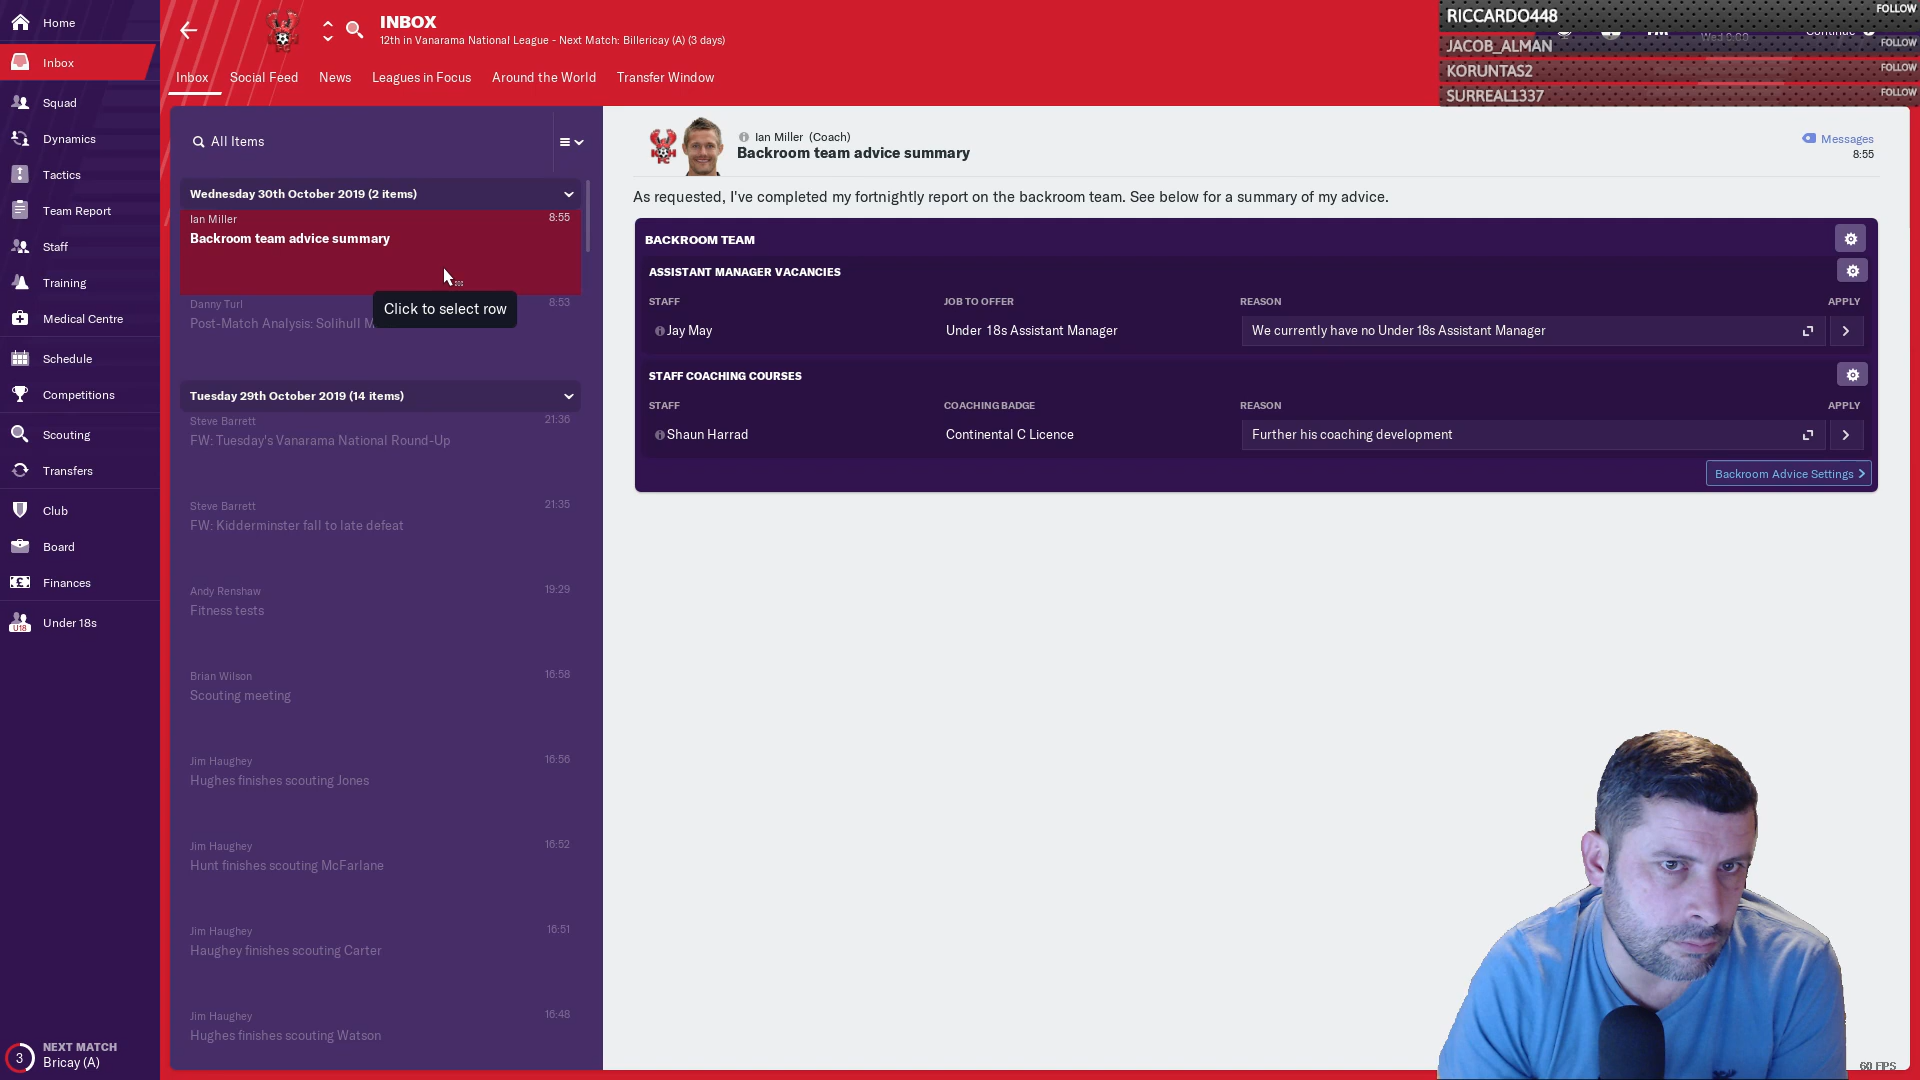 Home
Inbox
Squad
Dynamics
Tactics
Team Report
Staff
Training
Medical Centre
Schedule
Competitions
Scouting
Transfers
Club
Board
Finances
U18
Under 18s
3
NEXT MATCH
Bricay (A)
INBOX
12th in Vanarama National League - Next Match: Billericay (A) (3 days)
Inbox
Social Feed
News
Leagues in Focus
Around the World
Transfer Window
RICCARDO448
FOLLOW
JACOB_ALMAN
FOLLOW
KORUNTAS2
FOLLOW
SURREAL1337
FOLLOW
All Items
Wednesday 30th October 2019 (2 items)
Ian Miller
8:55
Backroom team advice summary
Click to select row
Danny Turl
8:53
Post-Match Analysis: Solihull M
Tuesday 29th October 2019 (14 items)
Steve Barrett
21:36
FW: Tuesday's Vanarama National Round-Up
Steve Barrett
21:35
FW: Kidderminster fall to late defeat
Andy Renshaw
19:29
Fitness tests
Brian Wilson
16:58
Scouting meeting
Jim Haughey
16:56
Hughes finishes scouting Jones
Jim Haughey
16:52
Hunt finishes scouting McFarlane
Jim Haughey
16:51
Haughey finishes scouting Carter
Jim Haughey
16:48
Hughes finishes scouting Watson
Ian Miller (Coach)
Backroom team advice summary
Messages
8:55
As requested, I've completed my fortnightly report on the backroom team. See below for a summary of my advice.
BACKROOM TEAM
ASSISTANT MANAGER VACANCIES
STAFF
JOB TO OFFER
REASON
APPLY
Jay May
Under 18s Assistant Manager
We currently have no Under 18s Assistant Manager
STAFF COACHING COURSES
STAFF
COACHING BADGE
REASON
APPLY
Shaun Harrad
Continental C Licence
Further his coaching development
Backroom Advice Settings
60 FPS